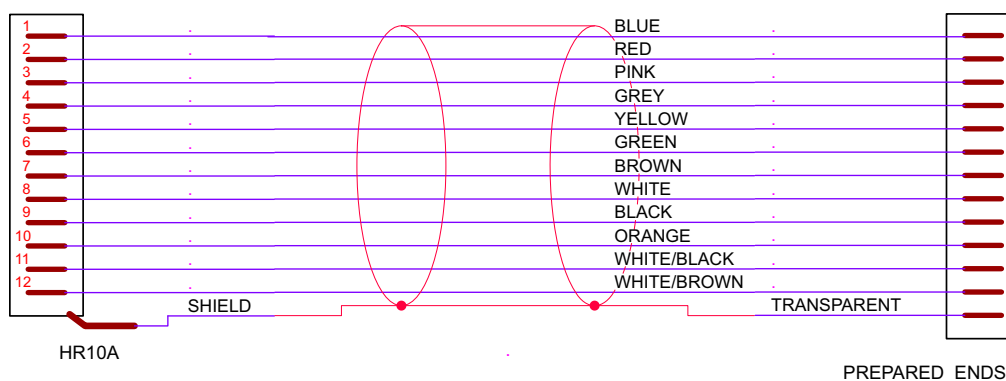 1 BLUE
2 RED
3 PINK
4 GREY
5 YELLOW
6 GREEN
7 BROWN
8 WHITE
9 BLACK
10 ORANGE
11 WHITE/BLACK
12 WHITE/BROWN
SHIELD TRANSPARENT
HR10A
PREPARED ENDS